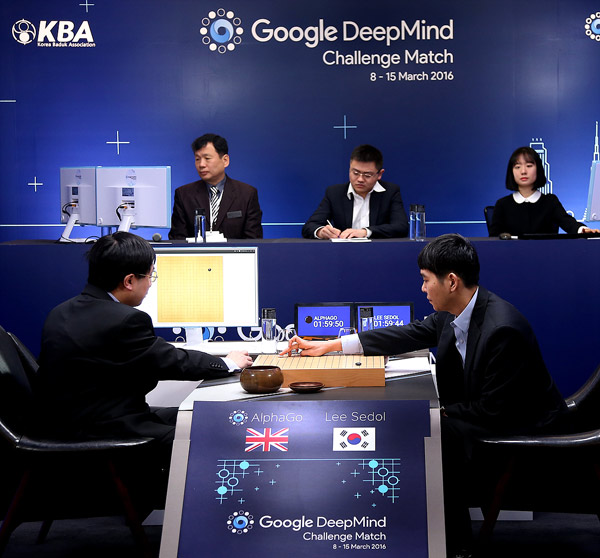 KBA
Korea Baduk Association
Google DeepMind
Challenge Match
8 - 15 March 2016
ALPHAGO
01:59:50
LEE SEDOL
01:59:44
AlphaGo
Lee Sedol
Google DeepMind
Challenge Match
8 - 15 March 2016